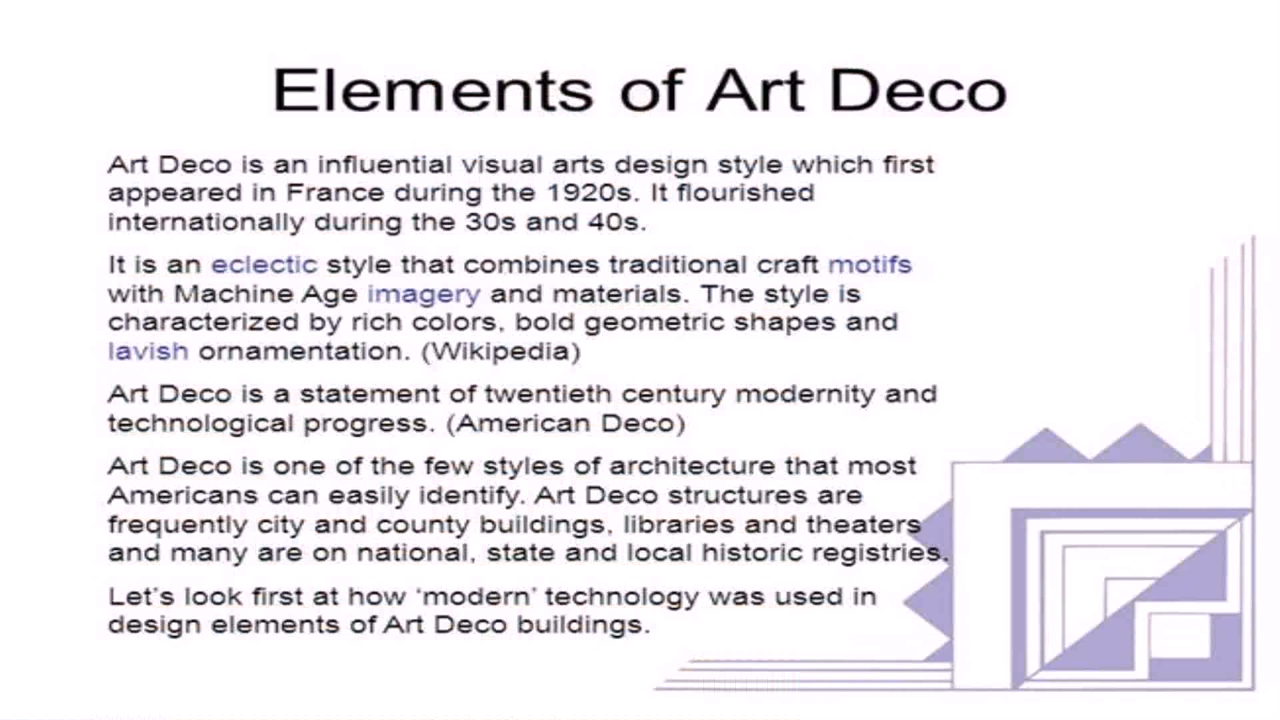 Elements of Art Deco
Art Deco is an influential visual arts design style which first
appeared in France during the 1920s. It flourished
internationally during the 30s and 40s.
It is an eclectic style that combines traditional craft motifs
with Machine Age imagery and materials. The style is
characterized by rich colors, bold geometric shapes and
lavish ornamentation. (Wikipedia)
Art Deco is a statement of twentieth century modernity and
technological progress. (American Deco)
Art Deco is one of the few styles of architecture that most
Americans can easily identify. Art Deco structures are
frequently city and county buildings, libraries and theaters
and many are on national, state and local historic registries.
Let's look first at how ‘modern’ technology was used in
design elements of Art Deco buildings.